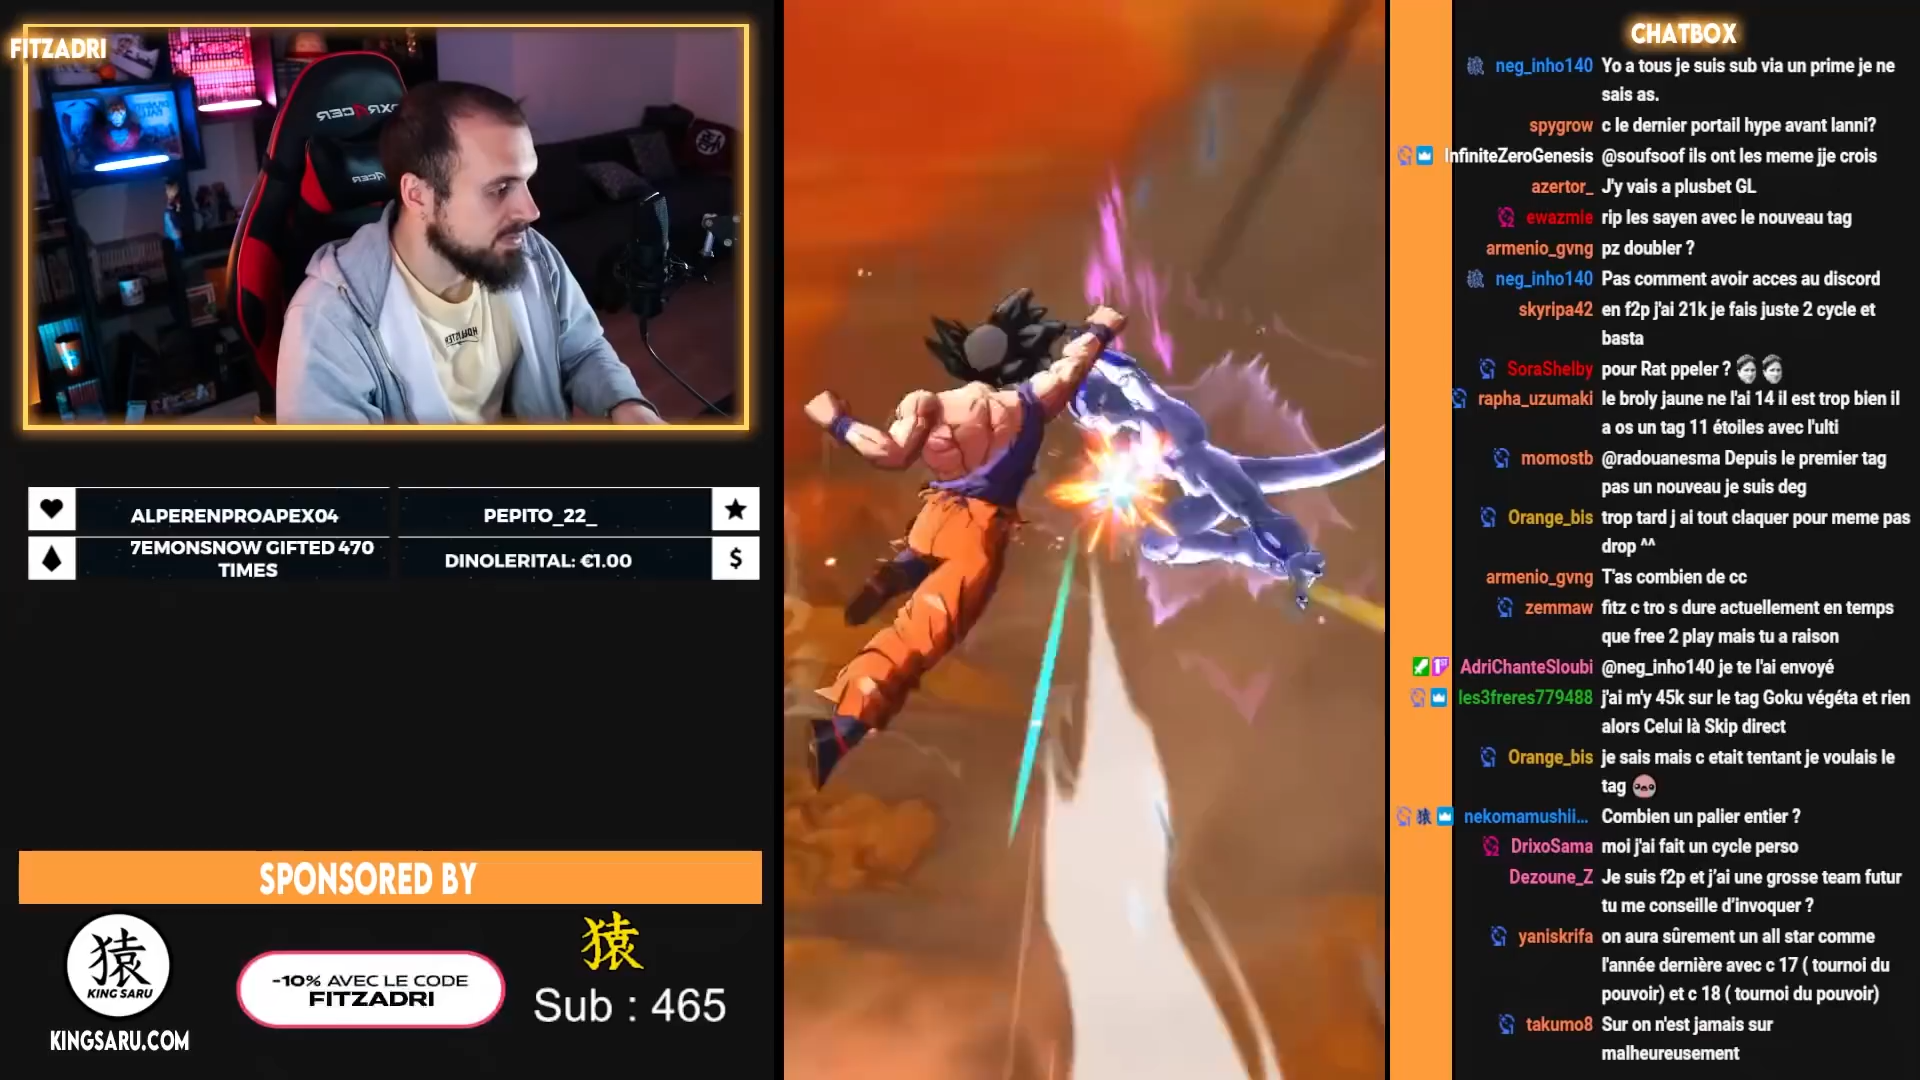 FITZADRI
DXRACER
DXRACER
HOLLISTER
ALPERENPROAPEX04
PEPITO_22_
7EMONSNOW GIFTED 470
TIMES
DINOLERITAL: €1.00
$
SPONSORED BY
猿
KING SARU
KINGSARU.COM
-10% AVEC LE CODE
FITZADRI
猿
Sub : 465
CHATBOX
neg_inho140 Yo a tous je suis sub via un prime je ne
sais as.
spygrow c le dernier portail hype avant lanni?
InfiniteZeroGenesis @soufsoof ils ont les meme jje crois
azertor_ J'y vais a plusbet GL
ewazmie rip les sayen avec le nouveau tag
armenio_gvng pz doubler ?
neg_inho140 Pas comment avoir acces au discord
skyripa42 en f2p j'ai 21k je fais juste 2 cycle et
basta
SoraShelby pour Rat ppeler ?
rapha_uzumaki le broly jaune ne l'ai 14 il est trop bien il
a os un tag 11 étoiles avec l'ulti
momostb @radouanesma Depuis le premier tag
pas un nouveau je suis deg
Orange_bis trop tard j ai tout claquer pour meme pas
drop ^^
armenio_gvng T'as combien de cc
zemmaw fitz c tro s dure actuellement en temps
que free 2 play mais tu a raison
AdriChanteSloubi @neg_inho140 je te l'ai envoyé
les3freres779488 j'ai m'y 45k sur le tag Goku végéta et rien
alors Celui là Skip direct
Orange_bis je sais mais c etait tentant je voulais le
tag
猿 nekomamushii... Combien un palier entier ?
DrixoSama moi j'ai fait un cycle perso
Dezoune_Z Je suis f2p et j'ai une grosse team futur
tu me conseille d'invoquer ?
yaniskrifa on aura sûrement un all star comme
l'année dernière avec c 17 ( tournoi du
pouvoir) et c 18 ( tournoi du pouvoir)
takumo8 Sur on n'est jamais sur
malheureusement